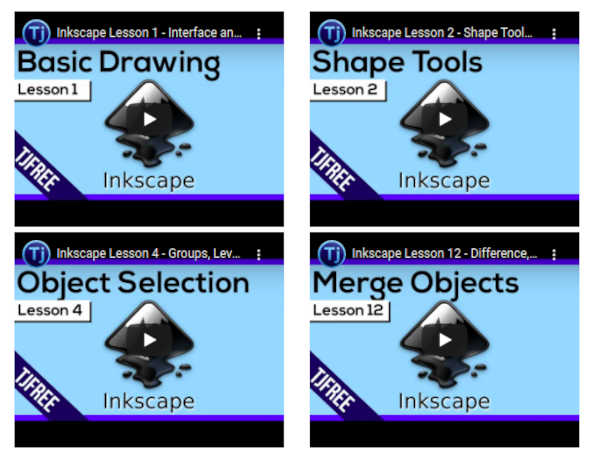 Tj Inkscape Lesson 1 - Interface an...
Basic Drawing
Lesson 1
TJFREE
Inkscape
Tj Inkscape Lesson 2 - Shape Tool...
Shape Tools
Lesson 2
TJFREE
Inkscape
Tj Inkscape Lesson 4 - Groups, Lev...
Object Selection
Lesson 4
TJFREE
Inkscape
Tj Inkscape Lesson 12 - Difference,...
Merge Objects
Lesson 12
TJFREE
Inkscape